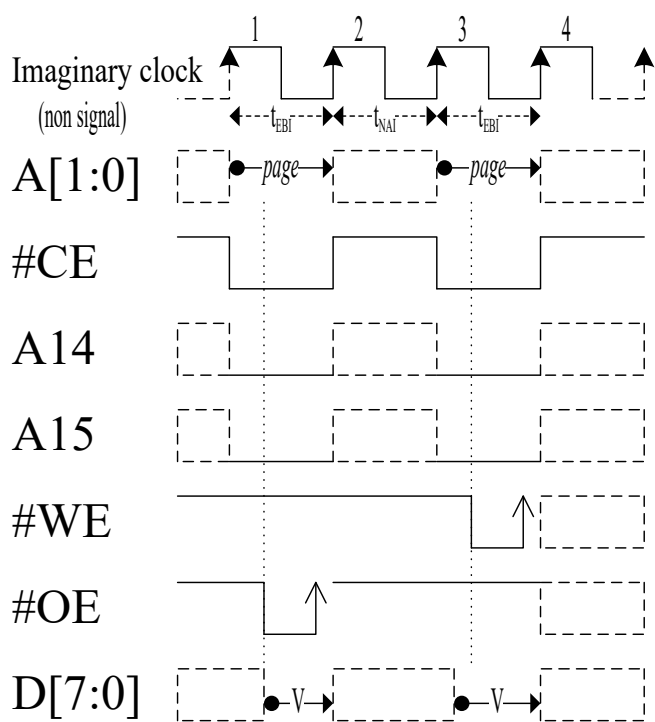 1 2 3 4
Imaginary clock
(non signal)
tEBI tNAI tEBI
A[1:0] page page
#CE
A14
A15
#WE
#OE
D[7:0] V V